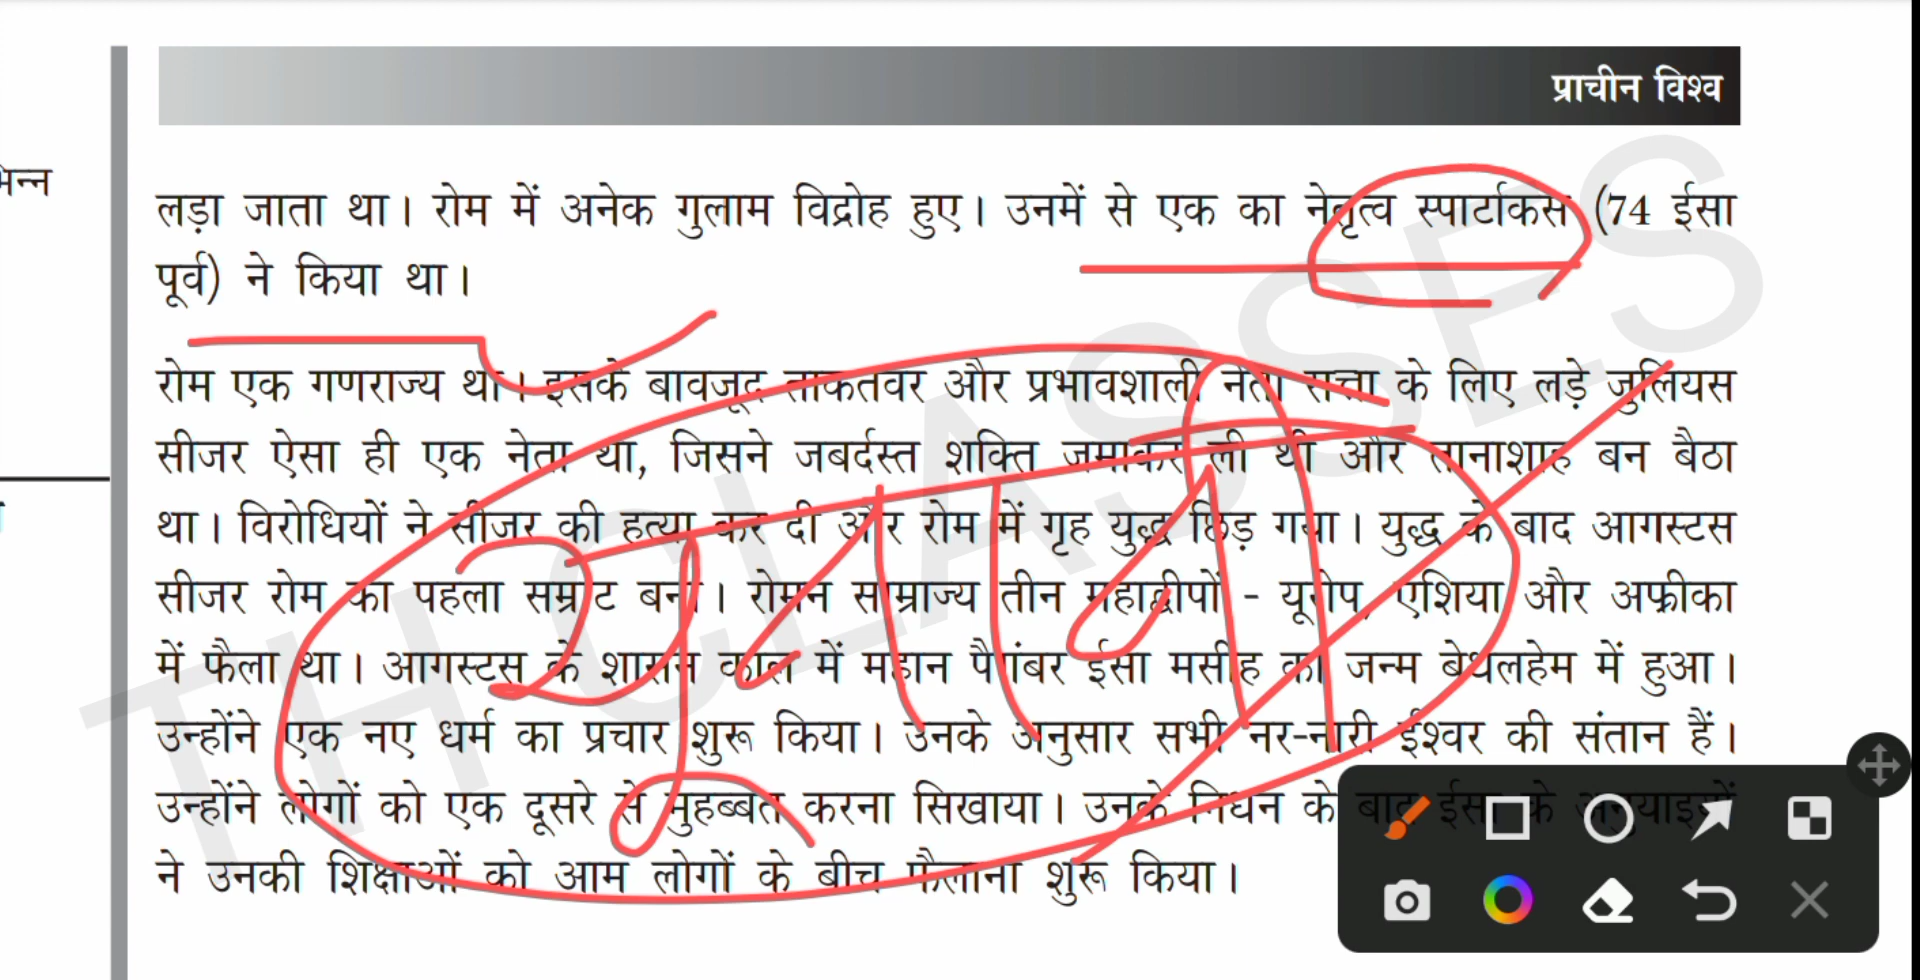 प्राचीन विश्व
भिन्न
लड़ा जाता था। रोम में अनेक गुलाम विद्रोह हुए। उनमें से एक का नेतृत्व स्पार्टाकस (74 ईसा
पूर्व) ने किया था।
रोम एक गणराज्य था। इसके बावजूद ताकतवर और प्रभावशाली नेता सत्ता के लिए लड़े जुलियस
सीजर ऐसा ही एक नेता था, जिसने जबर्दस्त शक्ति जमाकर ली थी और तानाशाह बन बैठा
था। विरोधियों ने सीजर की हत्या कर दी और रोम में गृह युद्ध छिड़ गया। युद्ध के बाद आगस्टस
सीजर रोम का पहला सम्राट बना। रोमन साम्राज्य तीन महाद्वीपों - यूरोप, एशिया और अफ्रीका
में फैला था। आगस्टस के शासन काल में महान पैगंबर ईसा मसीह का जन्म बेथलहेम में हुआ।
उन्होंने एक नए धर्म का प्रचार शुरू किया। उनके अनुसार सभी नर-नारी ईश्वर की संतान हैं।
उन्होंने लोगों को एक दूसरे से मुहब्बत करना सिखाया। उनके निधन के बाद ईसा के अनुयाइयों
ने उनकी शिक्षाओं को आम लोगों के बीच फैलाना शुरू किया।
TH CLASSES